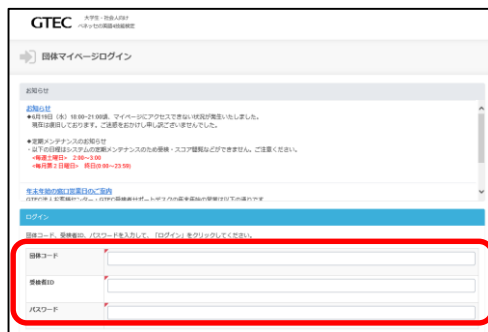 GTEC 大学生・社会人向け
ベネッセの英語4技能検定
団体マイページログイン
お知らせ
お知らせ
●6月19日（水）18:00~21:00頃、マイページにアクセスできない状況が発生いたしました。
現在は復旧しております。ご迷惑をおかけし申し訳ございませんでした。
●定期メンテナンスのお知らせ
・以下の日程はシステムの定期メンテナンスのため受検・スコア閲覧などができません。ご注意ください。
<毎週土曜日> 2:00~3:00
<毎月第2日曜日> 終日(0:00~23:59)
年末年始の窓口営業日のご案内
ログイン
団体コード、受検者ID、パスワードを入力して、「ログイン」をクリックしてください。
団体コード
受検者ID
パスワード